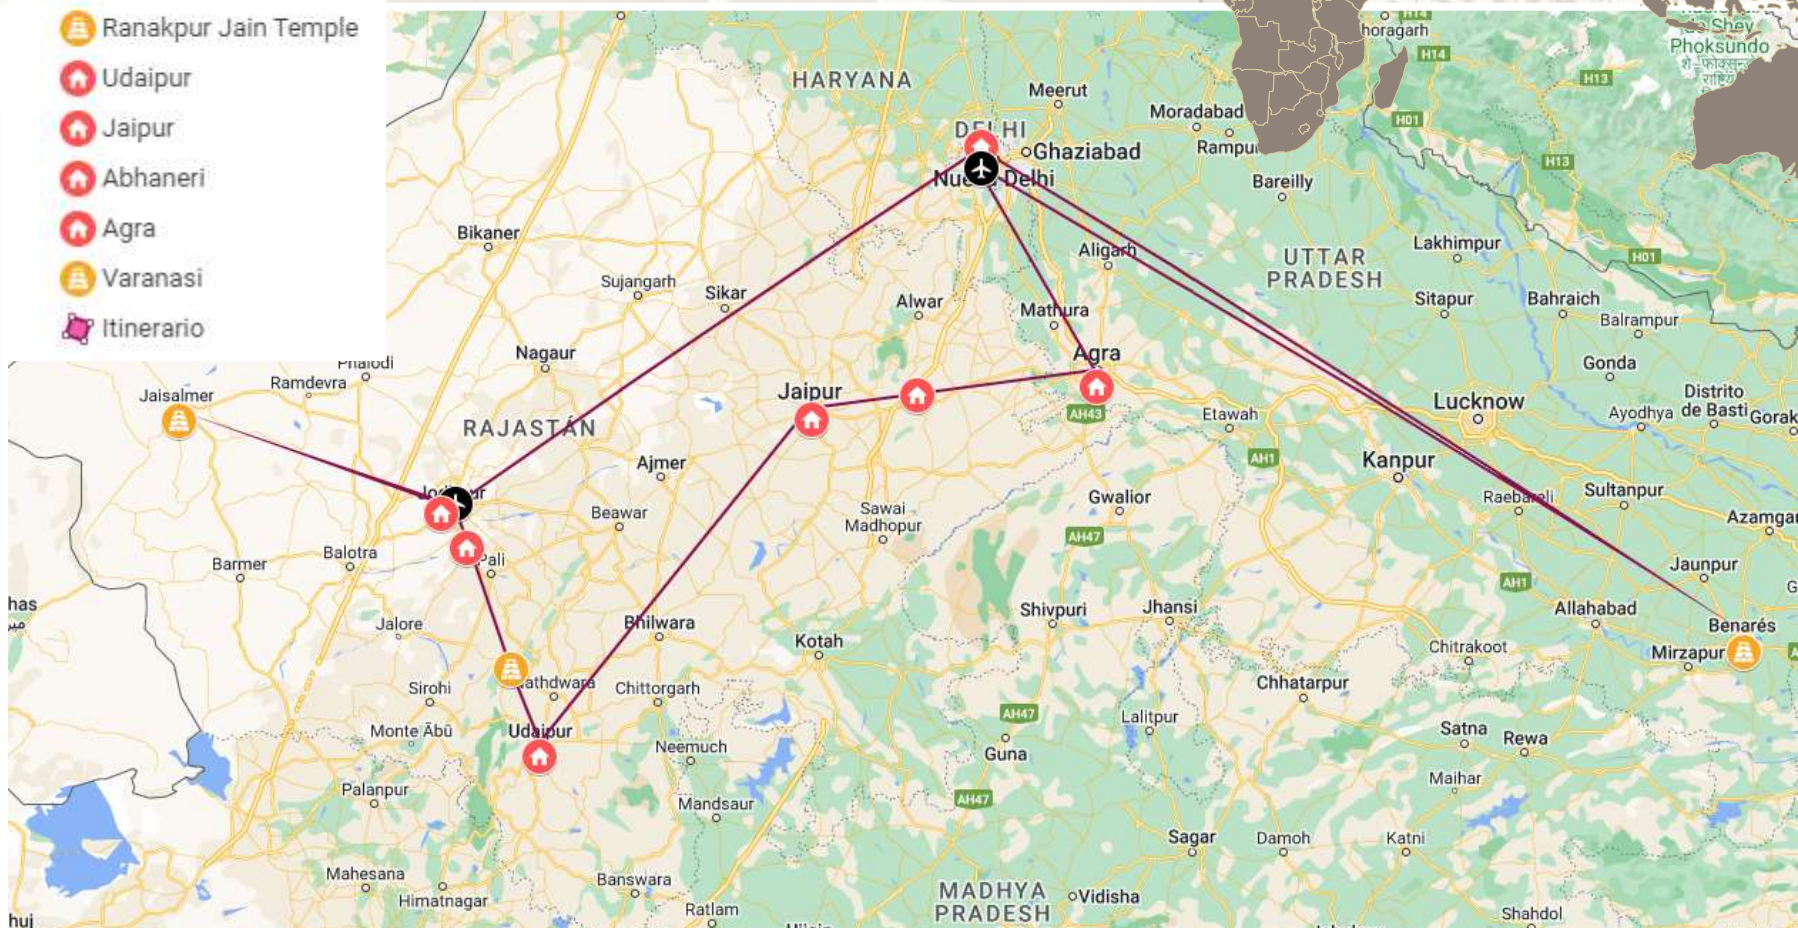 Ranakpur Jain Temple
Udaipur
Jaipur
Abhaneri
Agra
Varanasi
Itinerario
H14
HARYANA
Meerut
Moradabad
DELHI
Ghaziabad
Delhi
Bareilly
H14
H13
H01
H13
H01
Phoksundo
Bikaner
Aligarh
UTTAR
PRADESH
Lakhimpur
Sujangarh
Sikar
Alwar
Mathura
Sitapur
Bahraich
Balrampur
Nagaur
Agra
Gonda
Ramdevra
Jaisalmer
Jaipur
AH43
Etawah
Lucknow
Ayodhya
Distrito
de Basti
RAJASTÁN
Ajmer
AH1
Kanpur
Raebareli
Sultanpur
Beawar
Sawai
Madhopur
Gwalior
AH47
Barmer
Balotra
Pali
Jaunpur
AH1
Jalore
Bhilwara
Kotah
Shivpuri
Jhansi
Allahabad
Benarés
Chitrakoot
Mirzapur
Sirohi
Chittorgarh
Chhatarpur
Monte Ābū
Udaipur
Neemuch
AH47
Guna
Lalitpur
Satna
Rewa
Maihar
Palanpur
Mandsaur
AH47
Sagar
Damoh
Katni
Mahesana
Himatnagar
Banswara
Ratlam
MADHYA
PRADESH
Vidisha
Shahdol